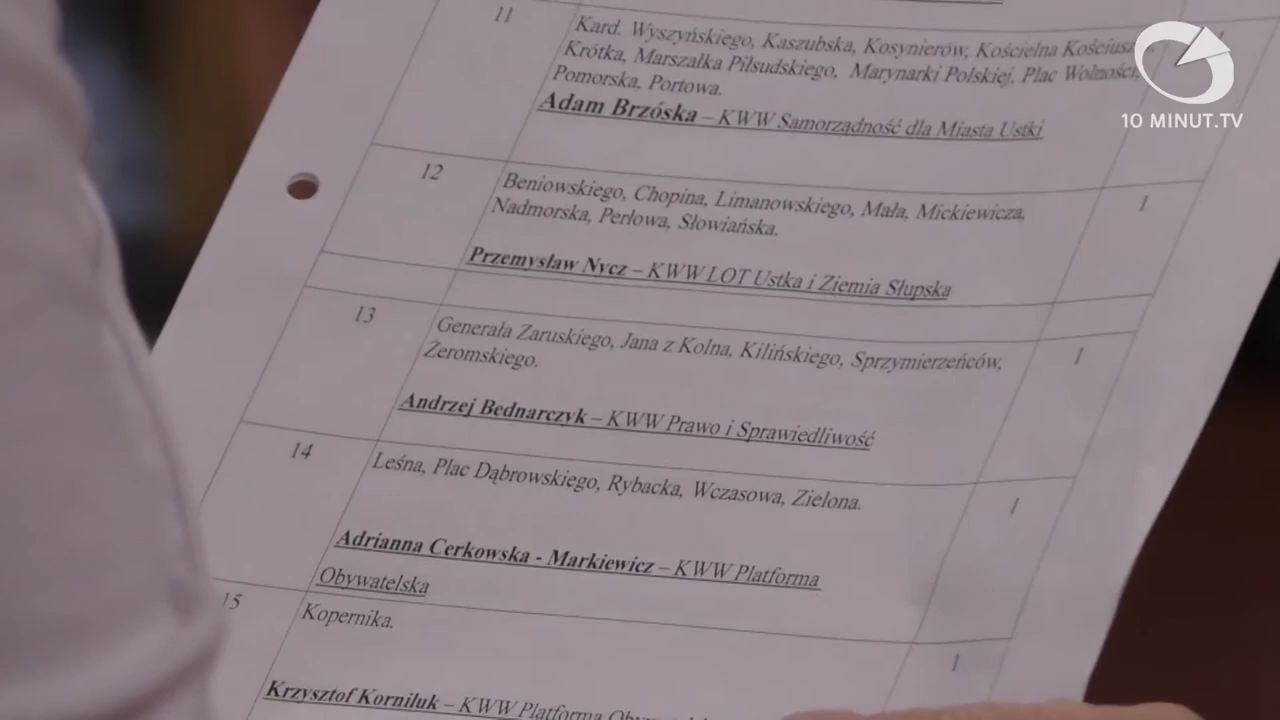 11
Kard. Wyszyńskiego, Kaszubska, Kosynierów, Kościelna
Krótka, Marszałka Piłsudskiego, Marynarki Polskiej, Plac Wolności,
Pomorska, Portowa.
Adam Brzóska – KWW Samorządność dla Miasta Ustki
12
Beniowskiego, Chopina, Limanowskiego, Mała, Mickiewicza,
Nadmorska, Perłowa, Słowiańska.
1
Przemysław Nycz – KWW LOT Ustka i Ziemia Słupska
13
Generała Zaruskiego, Jana z Kolna, Kilińskiego, Sprzymierzeńców,
Żeromskiego.
1
Andrzej Bednarczyk – KWW Prawo i Sprawiedliwość
14
Leśna, Plac Dąbrowskiego, Rybacka, Wczasowa, Zielona.
1
Adrianna Cerkowska - Markiewicz – KWW Platforma
Obywatelska
15
Kopernika.
1
Krzysztof Korniluk – KWW Platforma
10 MINUT.TV